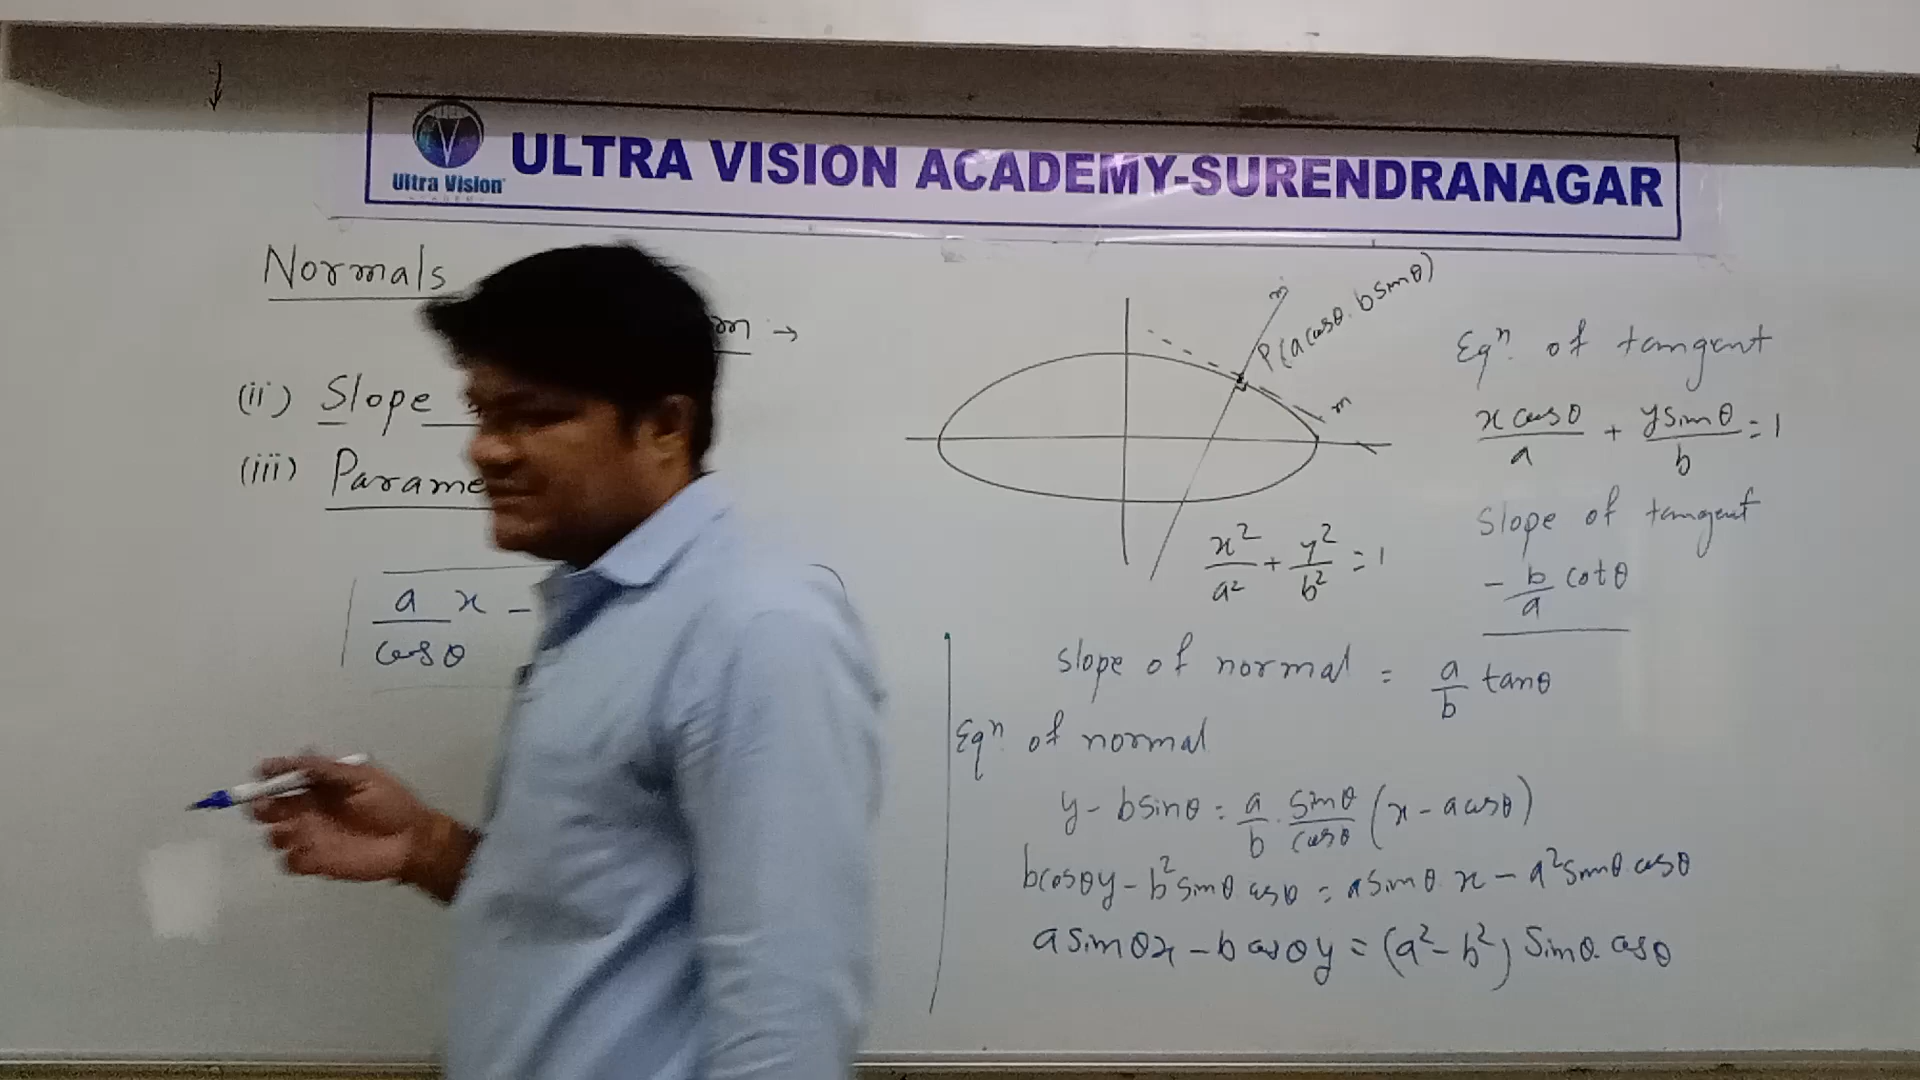 Ultra Vision
ULTRA VISION ACADEMY-SURENDRANAGAR
Normals
m →
(ii) Slope
(iii) Parame
a/cosθ x -
P(a cosθ. b sinθ)
x²/a² + y²/b² = 1
Eqⁿ. of tangent
x cosθ/a + y sinθ/b = 1
Slope of tangent
- b/a cotθ
Slope of normal = a/b tanθ
Eqⁿ. of normal
y - b sinθ = a/b . sinθ/cosθ (x - a cosθ)
b cosθ y - b² sinθ cosθ = a sinθ. x - a² sinθ. cosθ
a sinθ x - b cosθ y = (a² - b²) sinθ. cosθ